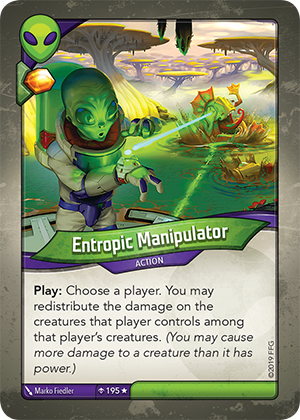 Entropic Manipulator
ACTION
Play: Choose a player. You may
redistribute the damage on the
creatures that player controls among
that player's creatures. (You may cause
more damage to a creature than it has
power.)
©2019 FFG
Marko Fiedler
195